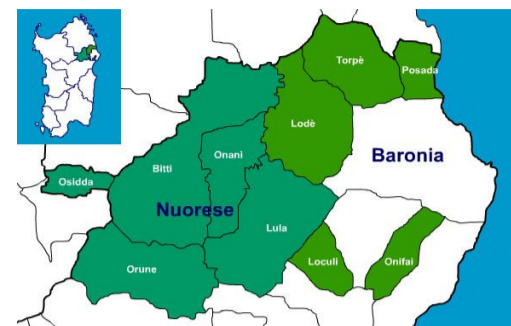 Torpè
Posada
Lodè
Onanì
Baronia
Bitti
Osidda
Nuorese
Lula
Loculi
Onifai
Orune